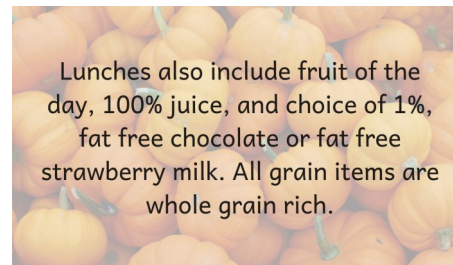 Lunches also include fruit of the
day, 100% juice, and choice of 1%,
fat free chocolate or fat free
strawberry milk. All grain items are
whole grain rich.